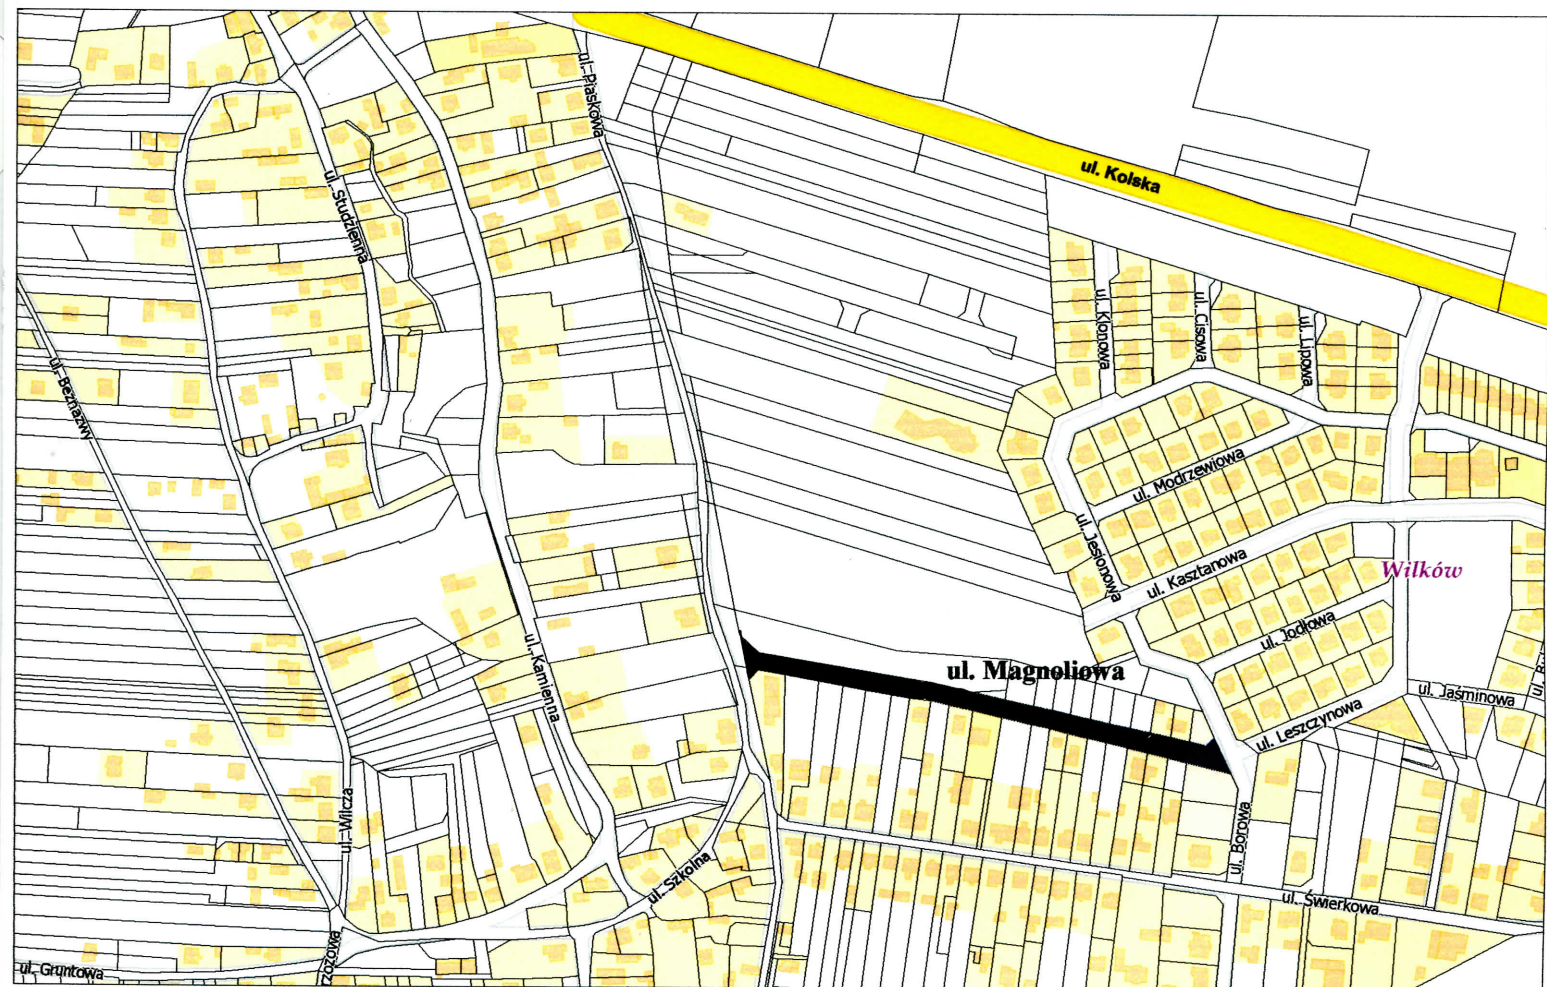 ul. Piaskowa
ul. Kolska
ul. Studzienna
ul. Klonowa
ul. Cisowa
ul. Lipowa
ul. Beznazwy
ul. Modrzewiowa
ul. Jesionowa
ul. Kasztanowa
Wilków
ul. Jodłowa
ul. Kamienna
ul. Magnoliowa
ul. Jaśminowa
ul. Leszczynowa
ul. Wilcza
ul. Borowa
ul. Szkolna
ul. Świerkowa
ul. Gruntowa